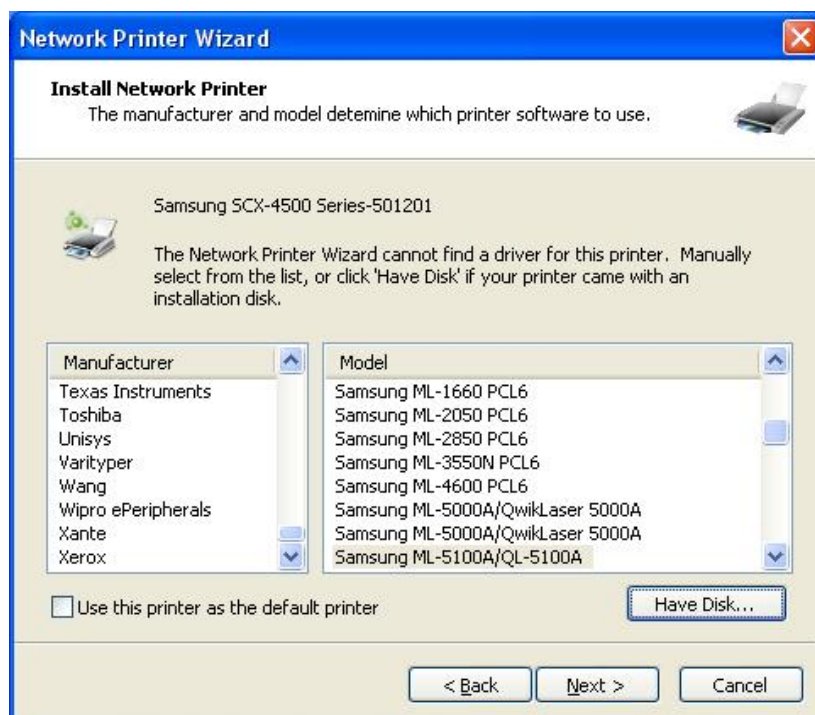 Network Printer Wizard
Install Network Printer
The manufacturer and model detemine which printer software to use.
Samsung SCX-4500 Series-501201
The Network Printer Wizard cannot find a driver for this printer. Manually
select from the list, or click 'Have Disk' if your printer came with an
installation disk.
Manufacturer
Texas Instruments
Toshiba
Unisys
Varityper
Wang
Wipro ePeripherals
Xante
Xerox
Model
Samsung ML-1660 PCL6
Samsung ML-2050 PCL6
Samsung ML-2850 PCL6
Samsung ML-3550N PCL6
Samsung ML-4600 PCL6
Samsung ML-5000A/QwikLaser 5000A
Samsung ML-5000A/QwikLaser 5000A
Samsung ML-5100A/QL-5100A
Use this printer as the default printer
Have Disk...
< Back
Next >
Cancel